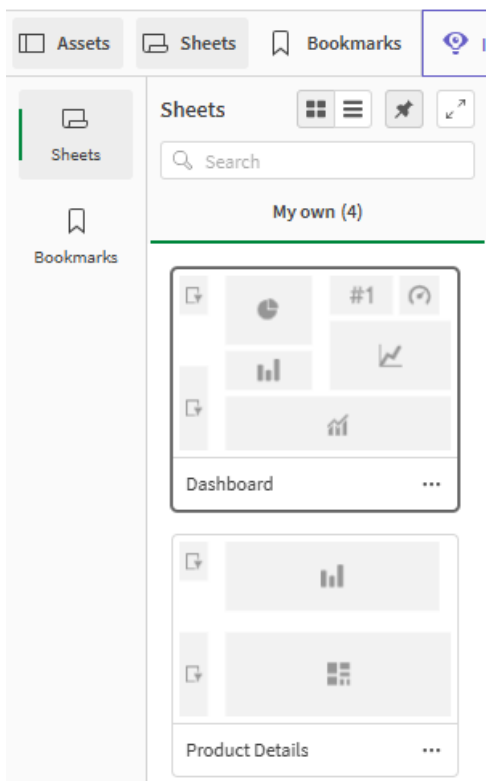 Assets Sheets Bookmarks
Sheets
Sheets
Search
Bookmarks
My own (4)
#1
Dashboard
Product Details